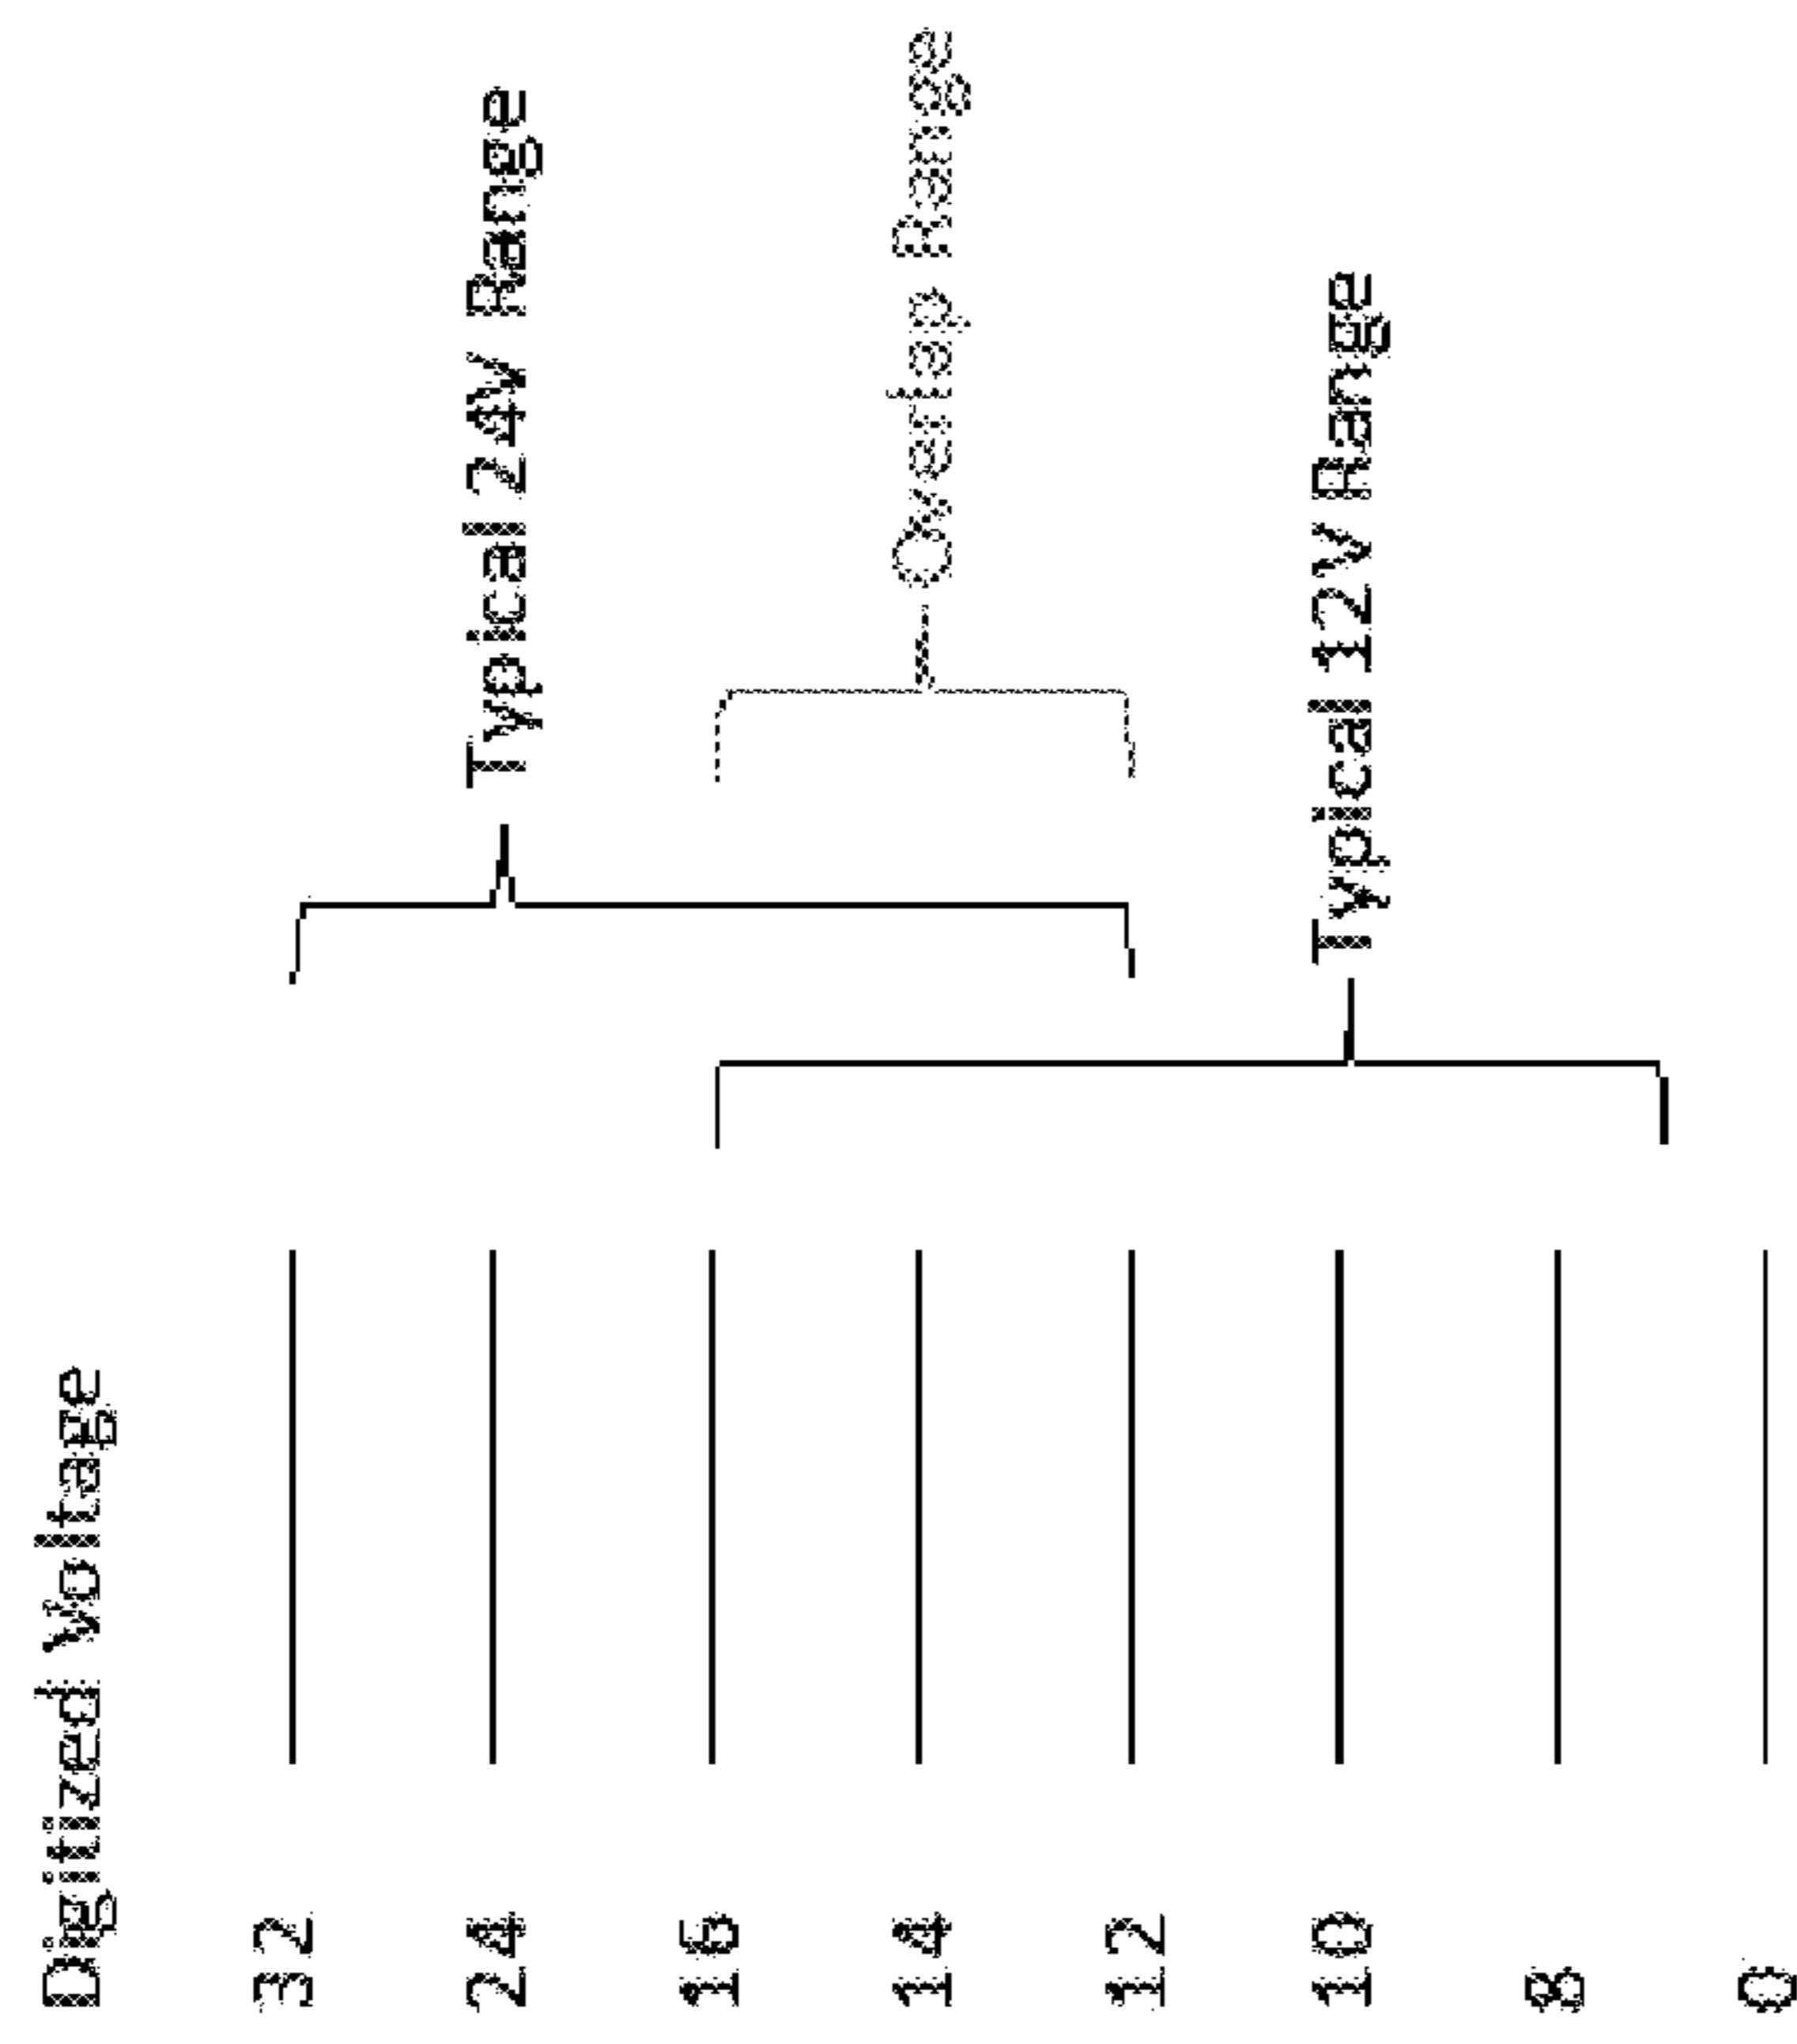 Digitized Voltage
32
24
Typical 24V Range
16
14
Overlap Range
12
10
Typical 12V Range
8
0